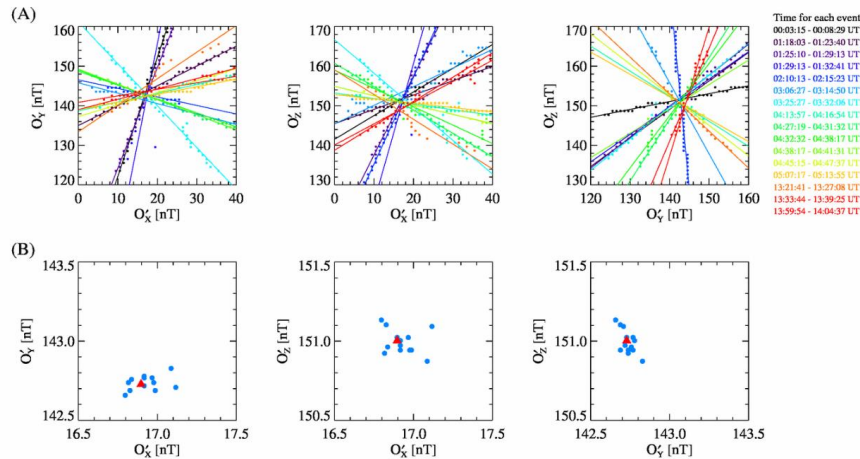 (A)
160
150
140
130
120
O′Y [nT]
0 10 20 30 40
O′X [nT]
170
160
150
140
130
O′Z [nT]
0 10 20 30 40
O′X [nT]
170
160
150
140
130
O′Z [nT]
120 130 140 150 160
O′Y [nT]
Time for each event
00:03:15 - 00:08:29 UT
01:18:03 - 01:23:40 UT
01:25:10 - 01:29:13 UT
01:29:13 - 01:32:41 UT
02:10:13 - 02:15:23 UT
03:06:27 - 03:14:50 UT
03:25:27 - 03:32:06 UT
04:13:57 - 04:16:54 UT
04:27:19 - 04:31:32 UT
04:32:32 - 04:38:17 UT
04:38:17 - 04:41:31 UT
04:45:15 - 04:47:37 UT
05:07:17 - 05:13:55 UT
13:21:41 - 13:27:08 UT
13:33:44 - 13:39:25 UT
13:59:54 - 14:04:37 UT
(B)
143.5
143.0
142.5
O′Y [nT]
16.5 17.0 17.5
O′X [nT]
151.5
151.0
150.5
O′Z [nT]
16.5 17.0 17.5
O′X [nT]
151.5
151.0
150.5
O′Z [nT]
142.5 143.0 143.5
O′Y [nT]